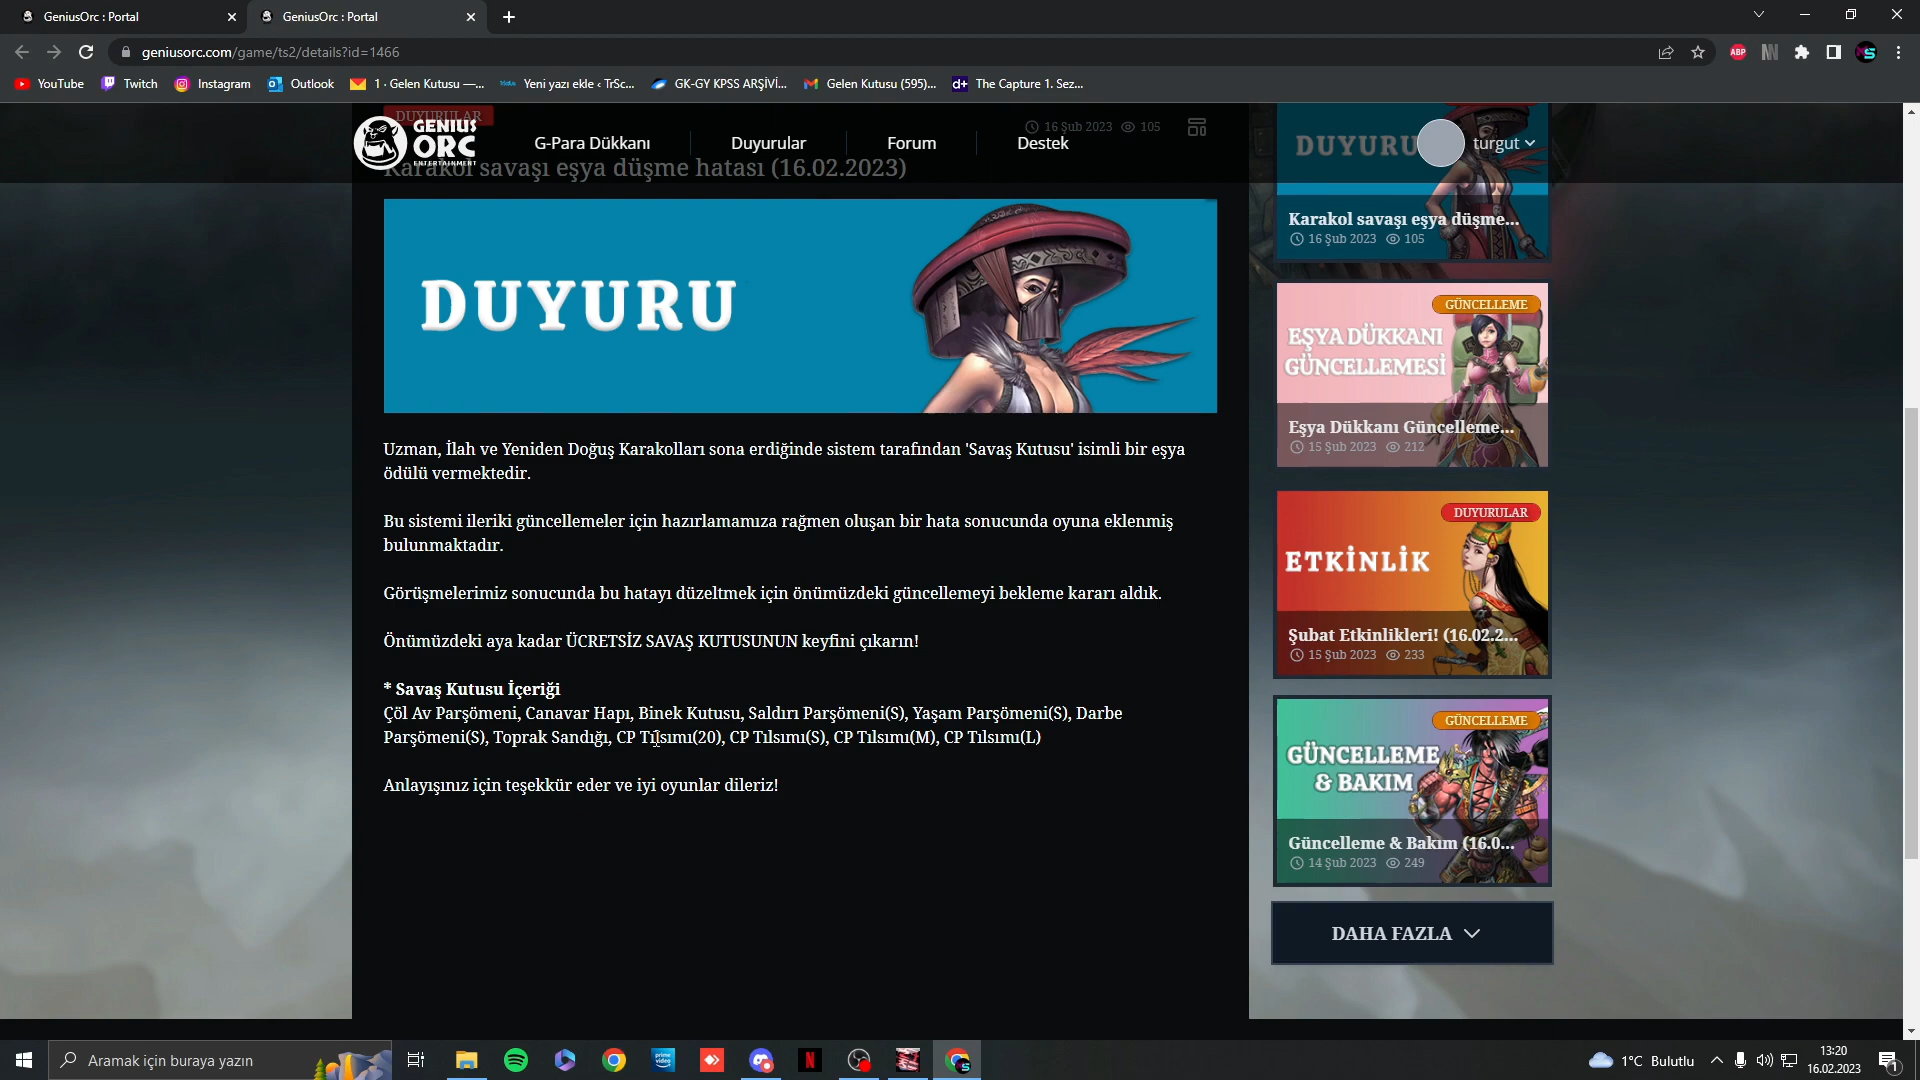 GeniusOrc : Portal
GeniusOrc : Portal
geniusorc.com/game/ts2/details?id=1466
ABP
YouTube
Twitch
Instagram
Outlook
1 - Gelen Kutusu —...
Yeni yazı ekle ‹ TrSc...
GK-GY KPSS ARŞİVİ...
Gelen Kutusu (595)...
The Capture 1. Sez...
DUYURULAR
GENIUS
ORC
ENTERTAINMENT
G-Para Dükkanı
Duyurular
Forum
Destek
16 Şub 2023
105
turgut
Karakol savaşı eşya düşme hatası (16.02.2023)
DUYURU
Uzman, İlah ve Yeniden Doğuş Karakolları sona erdiğinde sistem tarafından 'Savaş Kutusu' isimli bir eşya
ödülü vermektedir.
Bu sistemi ileriki güncellemeler için hazırlamamıza rağmen oluşan bir hata sonucunda oyuna eklenmiş
bulunmaktadır.
Görüşmelerimiz sonucunda bu hatayı düzeltmek için önümüzdeki güncellemeyi bekleme kararı aldık.
Önümüzdeki aya kadar ÜCRETSİZ SAVAŞ KUTUSUNUN keyfini çıkarın!
* Savaş Kutusu İçeriği
Çöl Av Parşömeni, Canavar Hapı, Binek Kutusu, Saldırı Parşömeni(S), Yaşam Parşömeni(S), Darbe
Parşömeni(S), Toprak Sandığı, CP Tılsımı(20), CP Tılsımı(S), CP Tılsımı(M), CP Tılsımı(L)
Anlayışınız için teşekkür eder ve iyi oyunlar dileriz!
DUYURU
Karakol savaşı eşya düşme...
16 Şub 2023
105
GÜNCELLEME
EŞYA DÜKKANI
GÜNCELLEMESİ
Eşya Dükkanı Güncelleme...
15 Şub 2023
212
DUYURULAR
ETKİNLİK
Şubat Etkinlikleri! (16.02.2...
15 Şub 2023
233
GÜNCELLEME
GÜNCELLEME
& BAKIM
Güncelleme & Bakım (16.0...
14 Şub 2023
249
DAHA FAZLA
Aramak için buraya yazın
prime video
1°C Bulutlu
13:20
16.02.2023
1